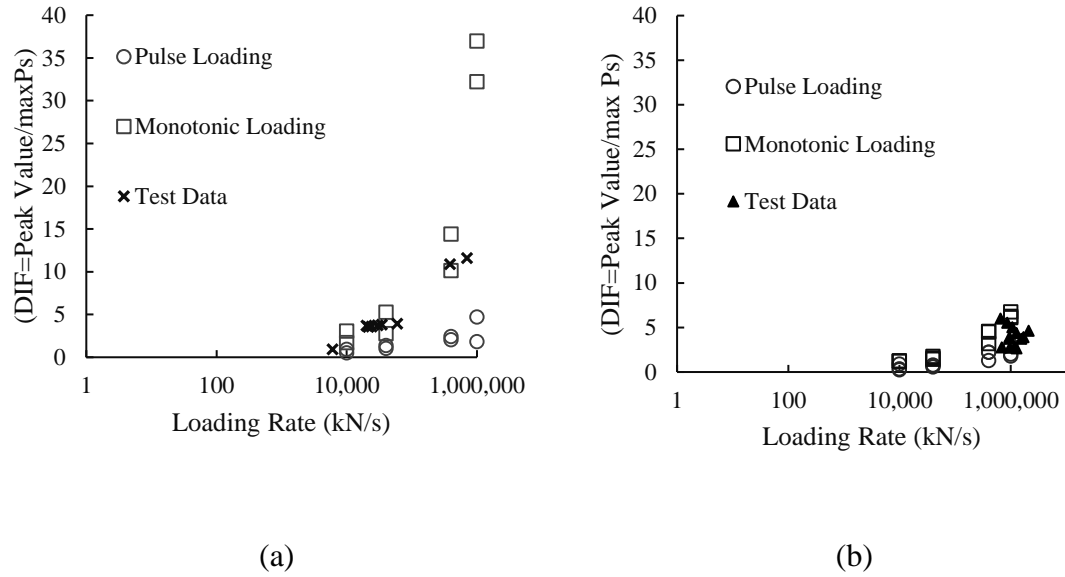 (DIF=Peak Value/maxPs)
40
35
30
25
20
15
10
5
0
Pulse Loading
Monotonic Loading
Test Data
1
100
10,000
1,000,000
Loading Rate (kN/s)
(a)
(DIF=Peak Value/max Ps)
40
35
30
25
20
15
10
5
0
Pulse Loading
Monotonic Loading
Test Data
1
100
10,000
1,000,000
Loading Rate (kN/s)
(b)